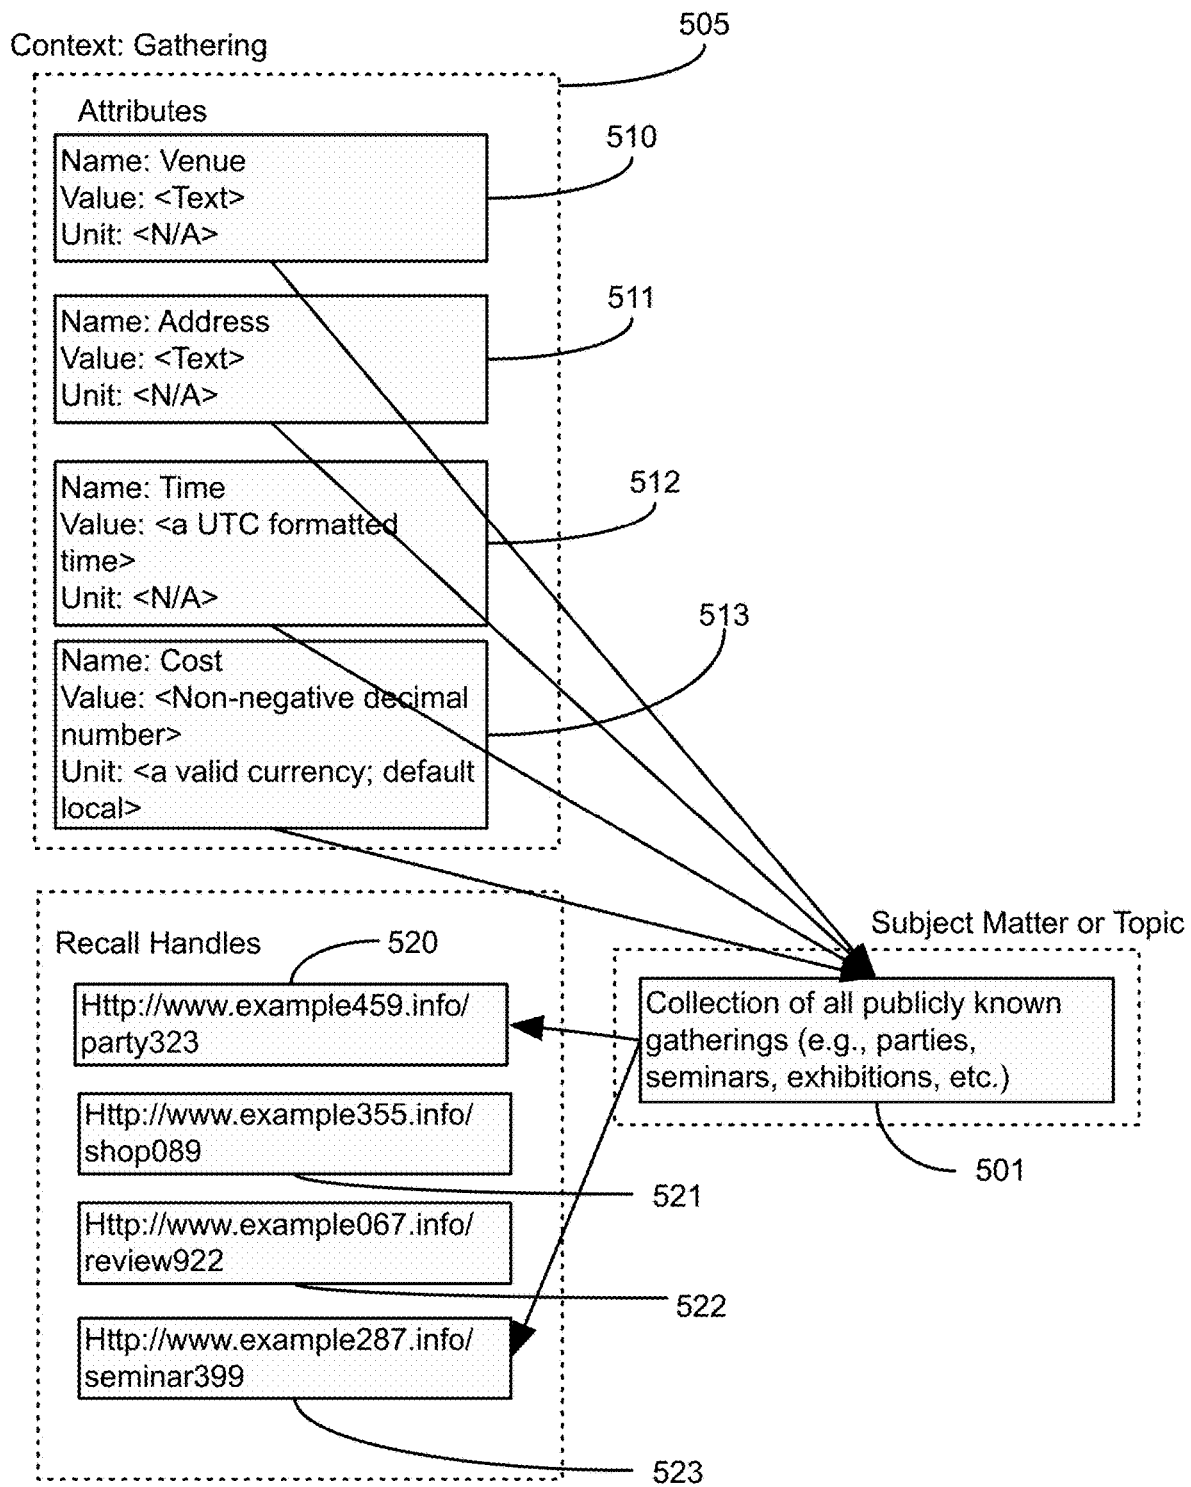 505
Context: Gathering
Attributes
510
Name: Venue
Value: <Text>
Unit: <N/A>
511
Name: Address
Value: <Text>
Unit: <N/A>
512
Name: Time
Value: <a UTC formatted
time>
Unit: <N/A>
513
Name: Cost
Value: <Non-negative decimal
number>
Unit: <a valid currency; default
local>
Subject Matter or Topic
Recall Handles
520
Http://www.example459.info/
party323
Collection of all publicly known
gatherings (e.g., parties,
seminars, exhibitions, etc.)
501
Http://www.example355.info/
shop089
521
Http://www.example067.info/
review922
522
Http://www.example287.info/
seminar399
523